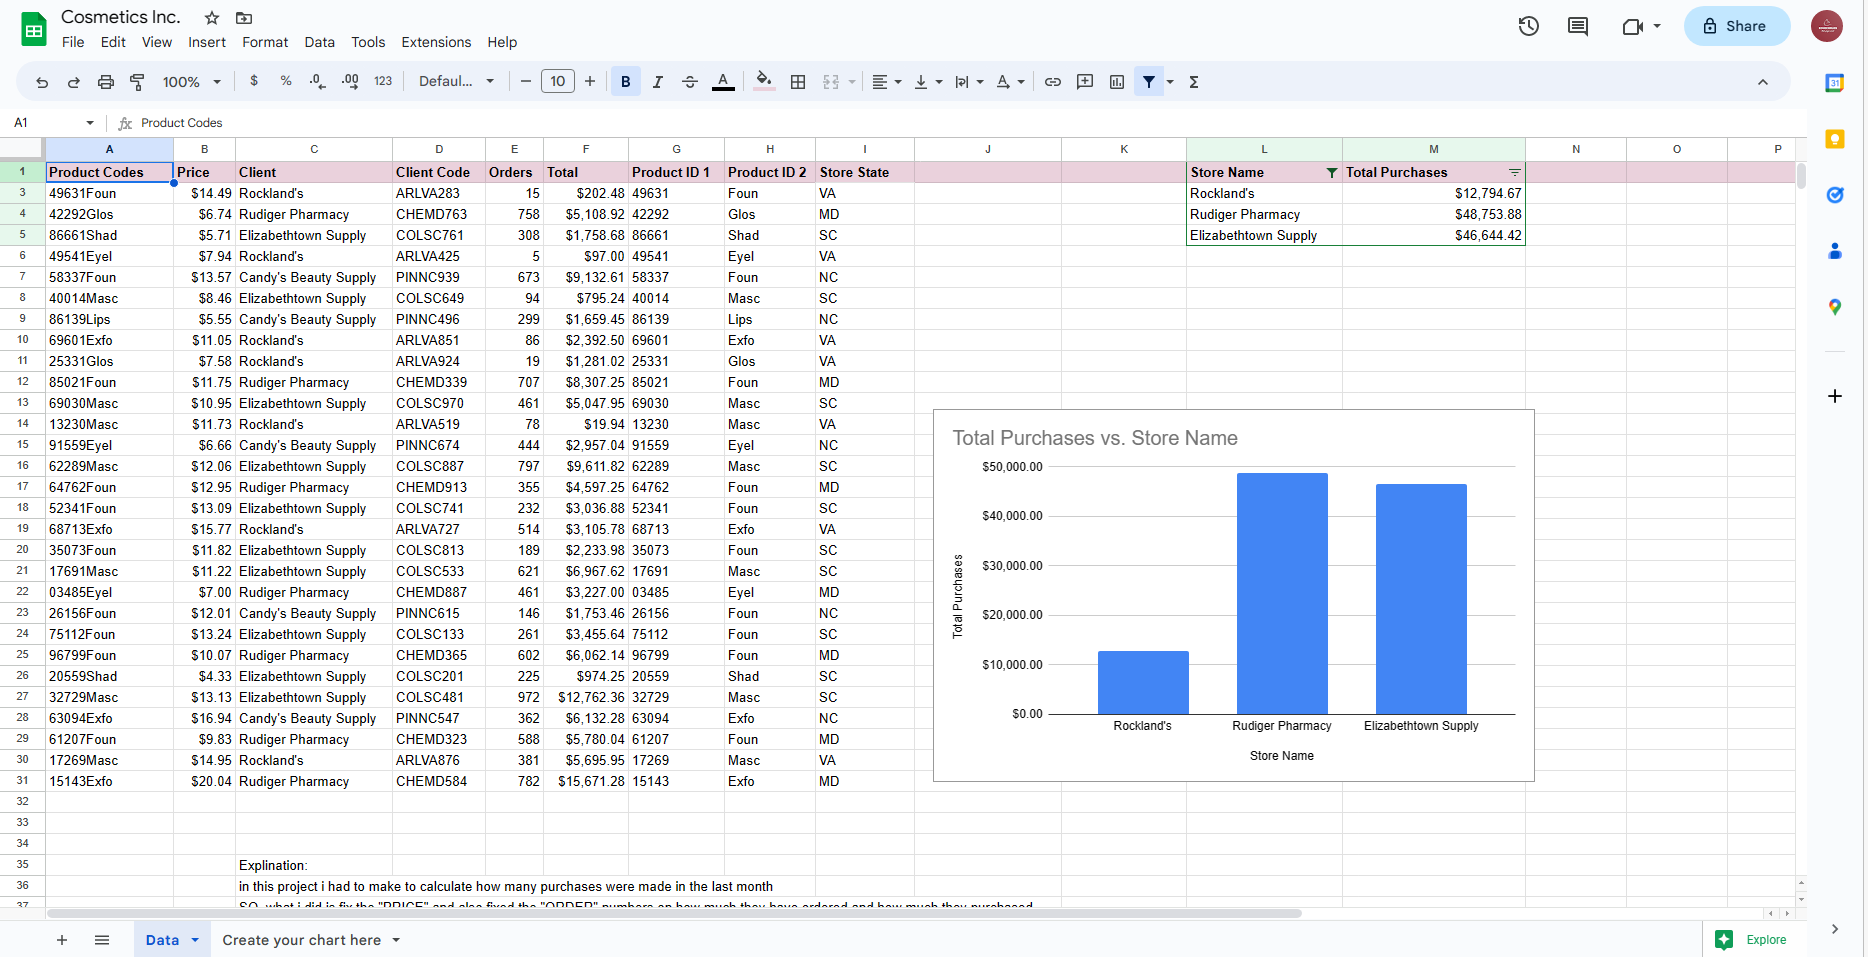 Cosmetics Inc.
File Edit View Insert Format Data Tools Extensions Help
Share
100% $ % .0 .00 123 Defaul... 10 B I A
31
A1 fx Product Codes
A B C D E F G H I J K L M N O P
1 Product Codes Price Client Client Code Orders Total Product ID 1 Product ID 2 Store State Store Name Total Purchases
3 49631Foun $14.49 Rockland's ARLVA283 15 $202.48 49631 Foun VA Rockland's $12,794.67
4 42292Glos $6.74 Rudiger Pharmacy CHEMD763 758 $5,108.92 42292 Glos MD Rudiger Pharmacy $48,753.88
5 86661Shad $5.71 Elizabethtown Supply COLSC761 308 $1,758.68 86661 Shad SC Elizabethtown Supply $46,644.42
6 49541Eyel $7.94 Rockland's ARLVA425 5 $97.00 49541 Eyel VA
7 58337Foun $13.57 Candy's Beauty Supply PINNC939 673 $9,132.61 58337 Foun NC
8 40014Masc $8.46 Elizabethtown Supply COLSC649 94 $795.24 40014 Masc SC
9 86139Lips $5.55 Candy's Beauty Supply PINNC496 299 $1,659.45 86139 Lips NC
10 69601Exfo $11.05 Rockland's ARLVA851 86 $2,392.50 69601 Exfo VA
11 25331Glos $7.58 Rockland's ARLVA924 19 $1,281.02 25331 Glos VA
12 85021Foun $11.75 Rudiger Pharmacy CHEMD339 707 $8,307.25 85021 Foun MD
13 69030Masc $10.95 Elizabethtown Supply COLSC970 461 $5,047.95 69030 Masc SC
14 13230Masc $11.73 Rockland's ARLVA519 78 $19.94 13230 Masc VA
15 91559Eyel $6.66 Candy's Beauty Supply PINNC674 444 $2,957.04 91559 Eyel NC
16 62289Masc $12.06 Elizabethtown Supply COLSC887 797 $9,611.82 62289 Masc SC
17 64762Foun $12.95 Rudiger Pharmacy CHEMD913 355 $4,597.25 64762 Foun MD
18 52341Foun $13.09 Elizabethtown Supply COLSC741 232 $3,036.88 52341 Foun SC
19 68713Exfo $15.77 Rockland's ARLVA727 514 $3,105.78 68713 Exfo VA
20 35073Foun $11.82 Elizabethtown Supply COLSC813 189 $2,233.98 35073 Foun SC
21 17691Masc $11.22 Elizabethtown Supply COLSC533 621 $6,967.62 17691 Masc SC
22 03485Eyel $7.00 Rudiger Pharmacy CHEMD887 461 $3,227.00 03485 Eyel MD
23 26156Foun $12.01 Candy's Beauty Supply PINNC615 146 $1,753.46 26156 Foun NC
24 75112Foun $13.24 Elizabethtown Supply COLSC133 261 $3,455.64 75112 Foun SC
25 96799Foun $10.07 Rudiger Pharmacy CHEMD365 602 $6,062.14 96799 Foun MD
26 20559Shad $4.33 Elizabethtown Supply COLSC201 225 $974.25 20559 Shad SC
27 32729Masc $13.13 Elizabethtown Supply COLSC481 972 $12,762.36 32729 Masc SC
28 63094Exfo $16.94 Candy's Beauty Supply PINNC547 362 $6,132.28 63094 Exfo NC
29 61207Foun $9.83 Rudiger Pharmacy CHEMD323 588 $5,780.04 61207 Foun MD
30 17269Masc $14.95 Rockland's ARLVA876 381 $5,695.95 17269 Masc VA
31 15143Exfo $20.04 Rudiger Pharmacy CHEMD584 782 $15,671.28 15143 Exfo MD
Total Purchases vs. Store Name
$50,000.00
$40,000.00
$30,000.00
$20,000.00
$10,000.00
$0.00
Total Purchases
Rockland's Rudiger Pharmacy Elizabethtown Supply
Store Name
32
33
34
35 Explination:
36 in this project i had to make to calculate how many purchases were made in the last month
37 SO, what i did is fix the "PRICE" and also fixed the "ORDER" numbers on how much they have ordered and how much they purchased
Data Create your chart here
Explore